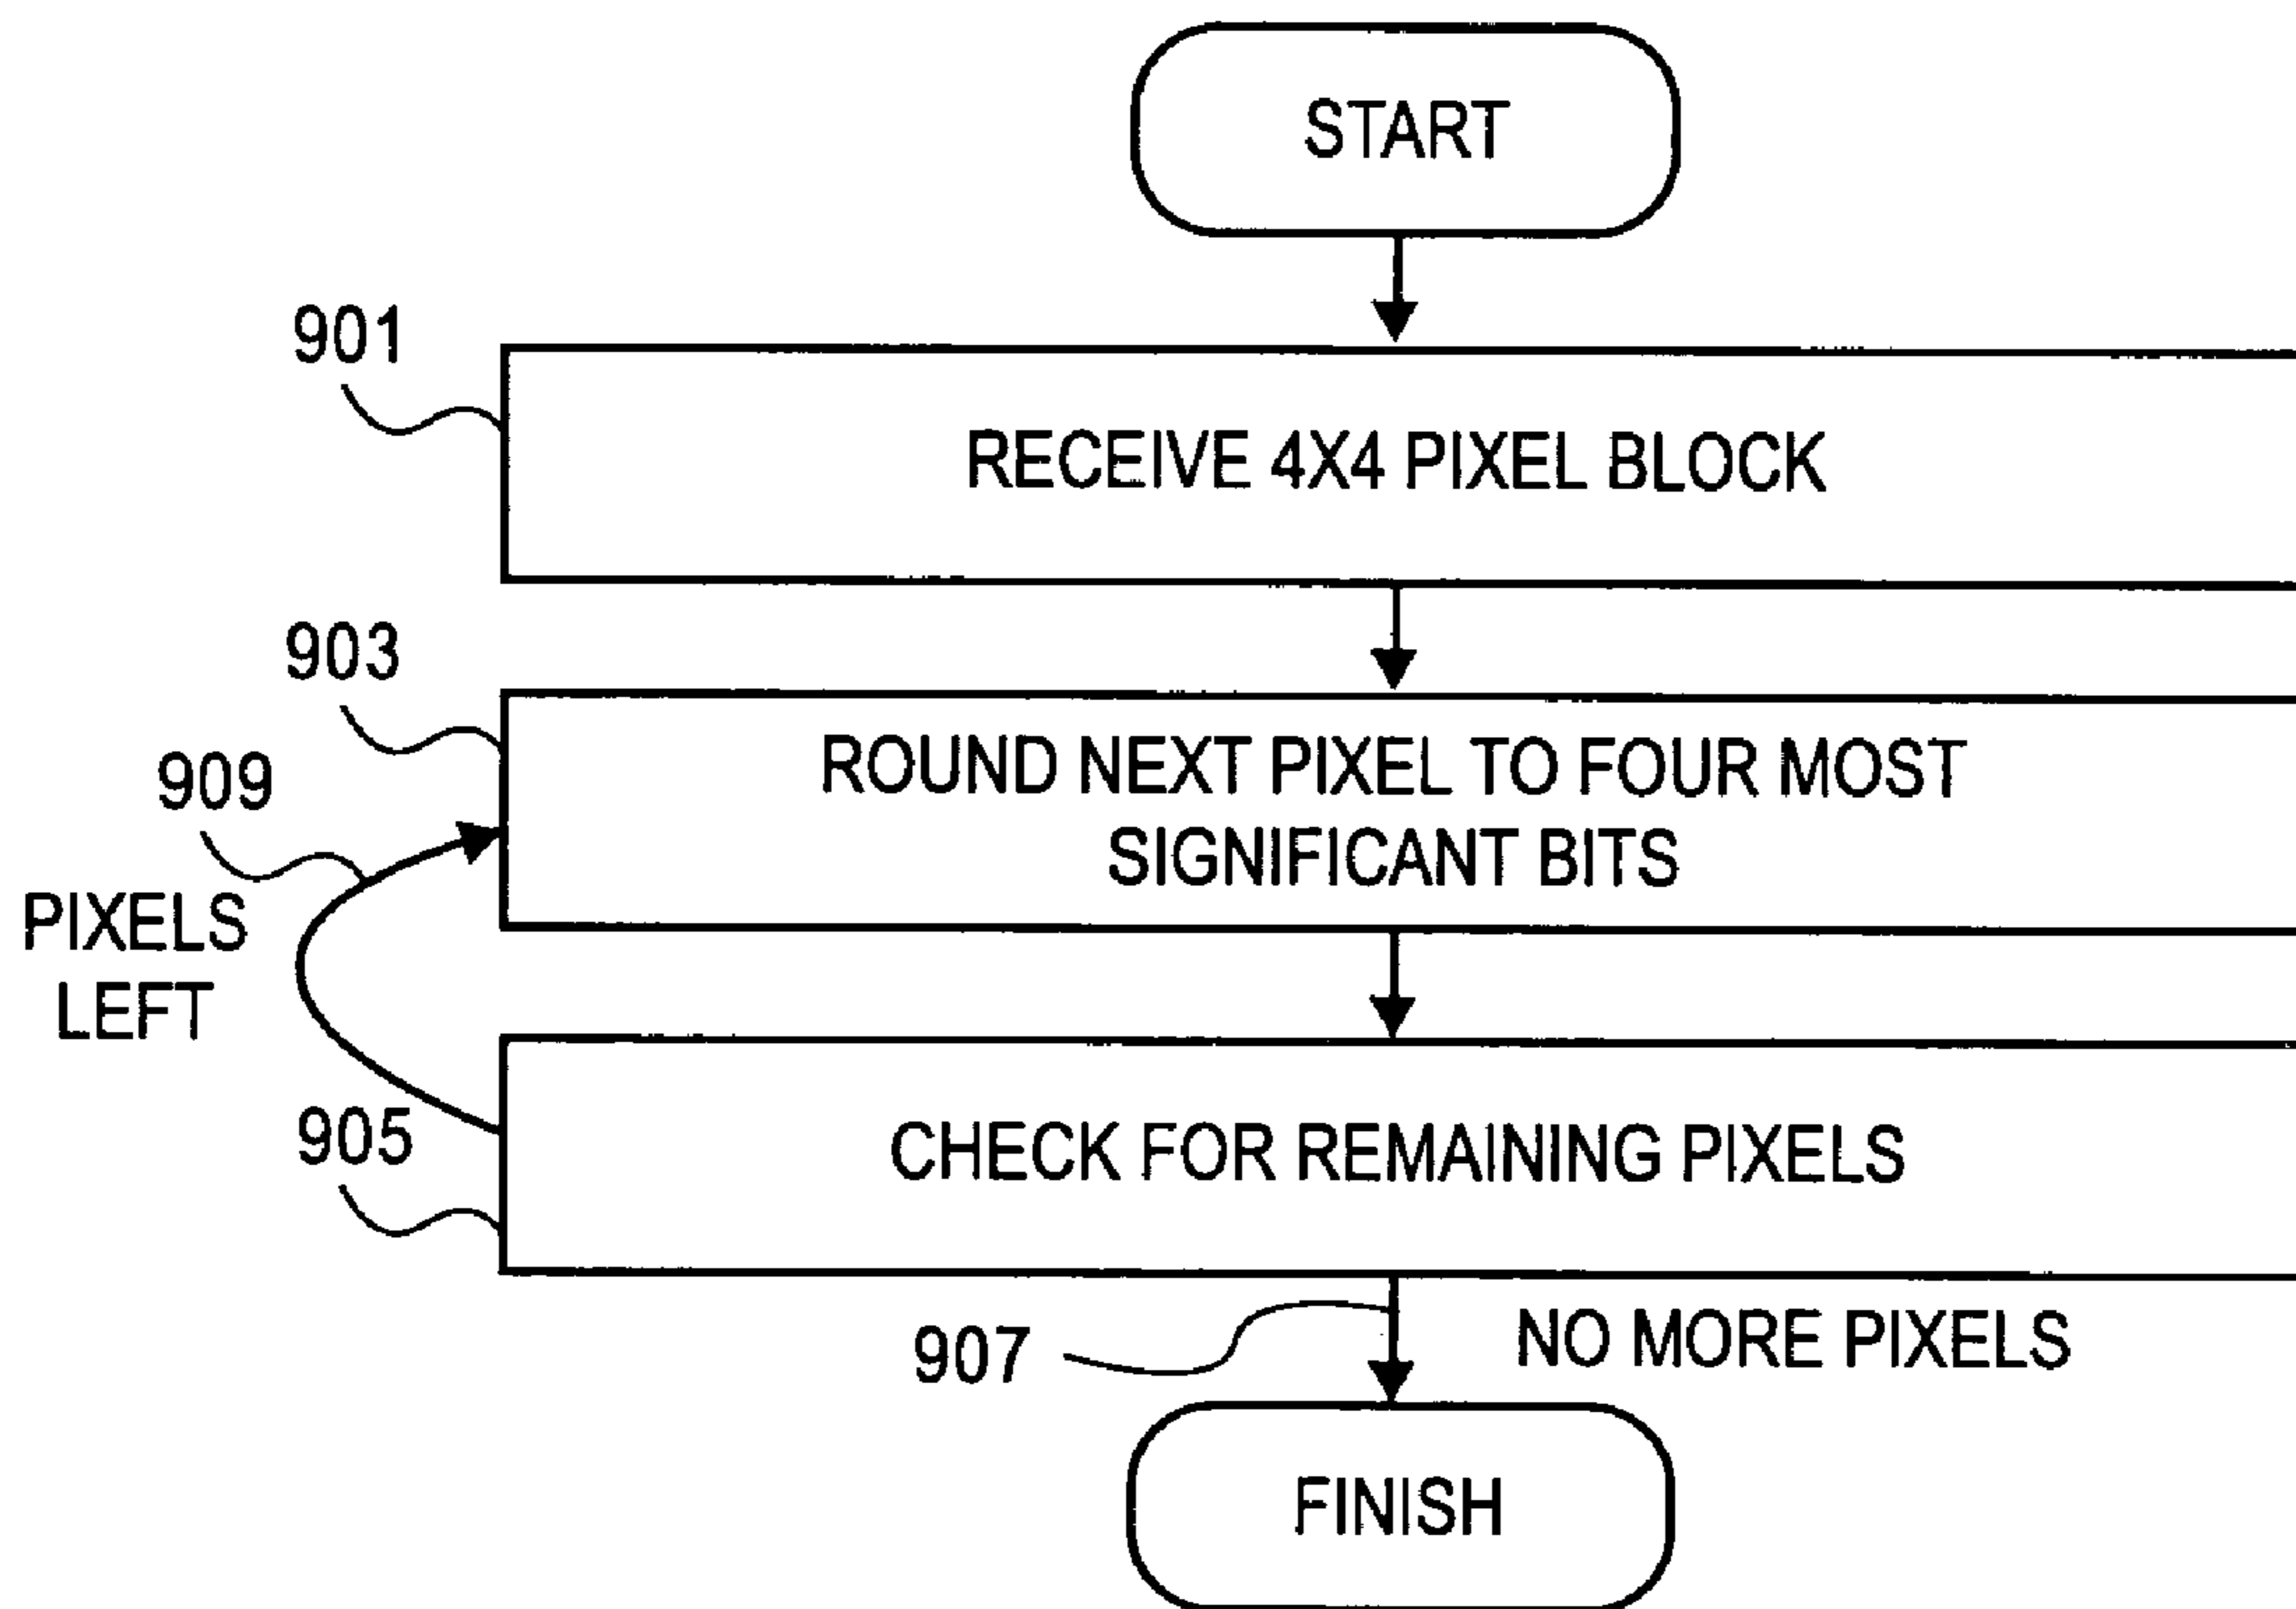 START
901
RECEIVE 4X4 PIXEL BLOCK
903
ROUND NEXT PIXEL TO FOUR MOST
SIGNIFICANT BITS
909
PIXELS
LEFT
905
CHECK FOR REMAINING PIXELS
907
NO MORE PIXELS
FINISH